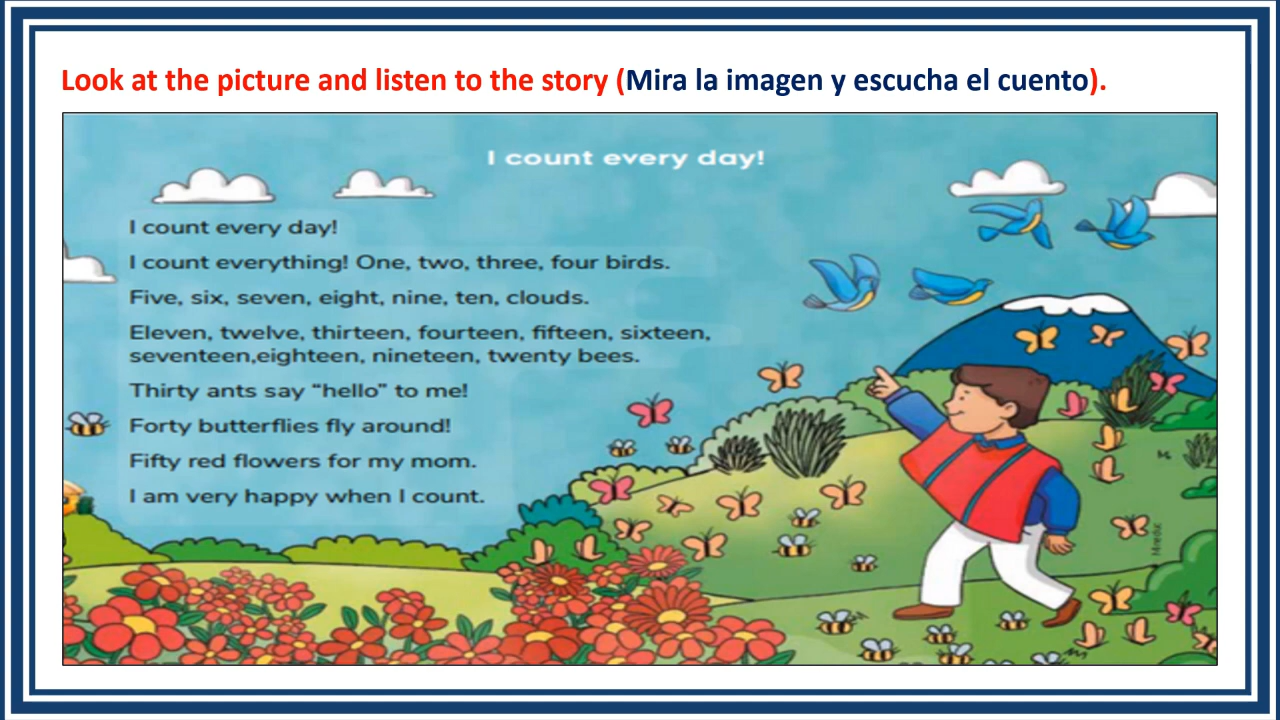 Look at the picture and listen to the story (Mira la imagen y escucha el cuento).
I count every day!
I count every day!
I count everything! One, two, three, four birds.
Five, six, seven, eight, nine, ten, clouds.
Eleven, twelve, thirteen, fourteen, fifteen, sixteen,
seventeen,eighteen, nineteen, twenty bees.
Thirty ants say “hello” to me!
Forty butterflies fly around!
Fifty red flowers for my mom.
I am very happy when I count.